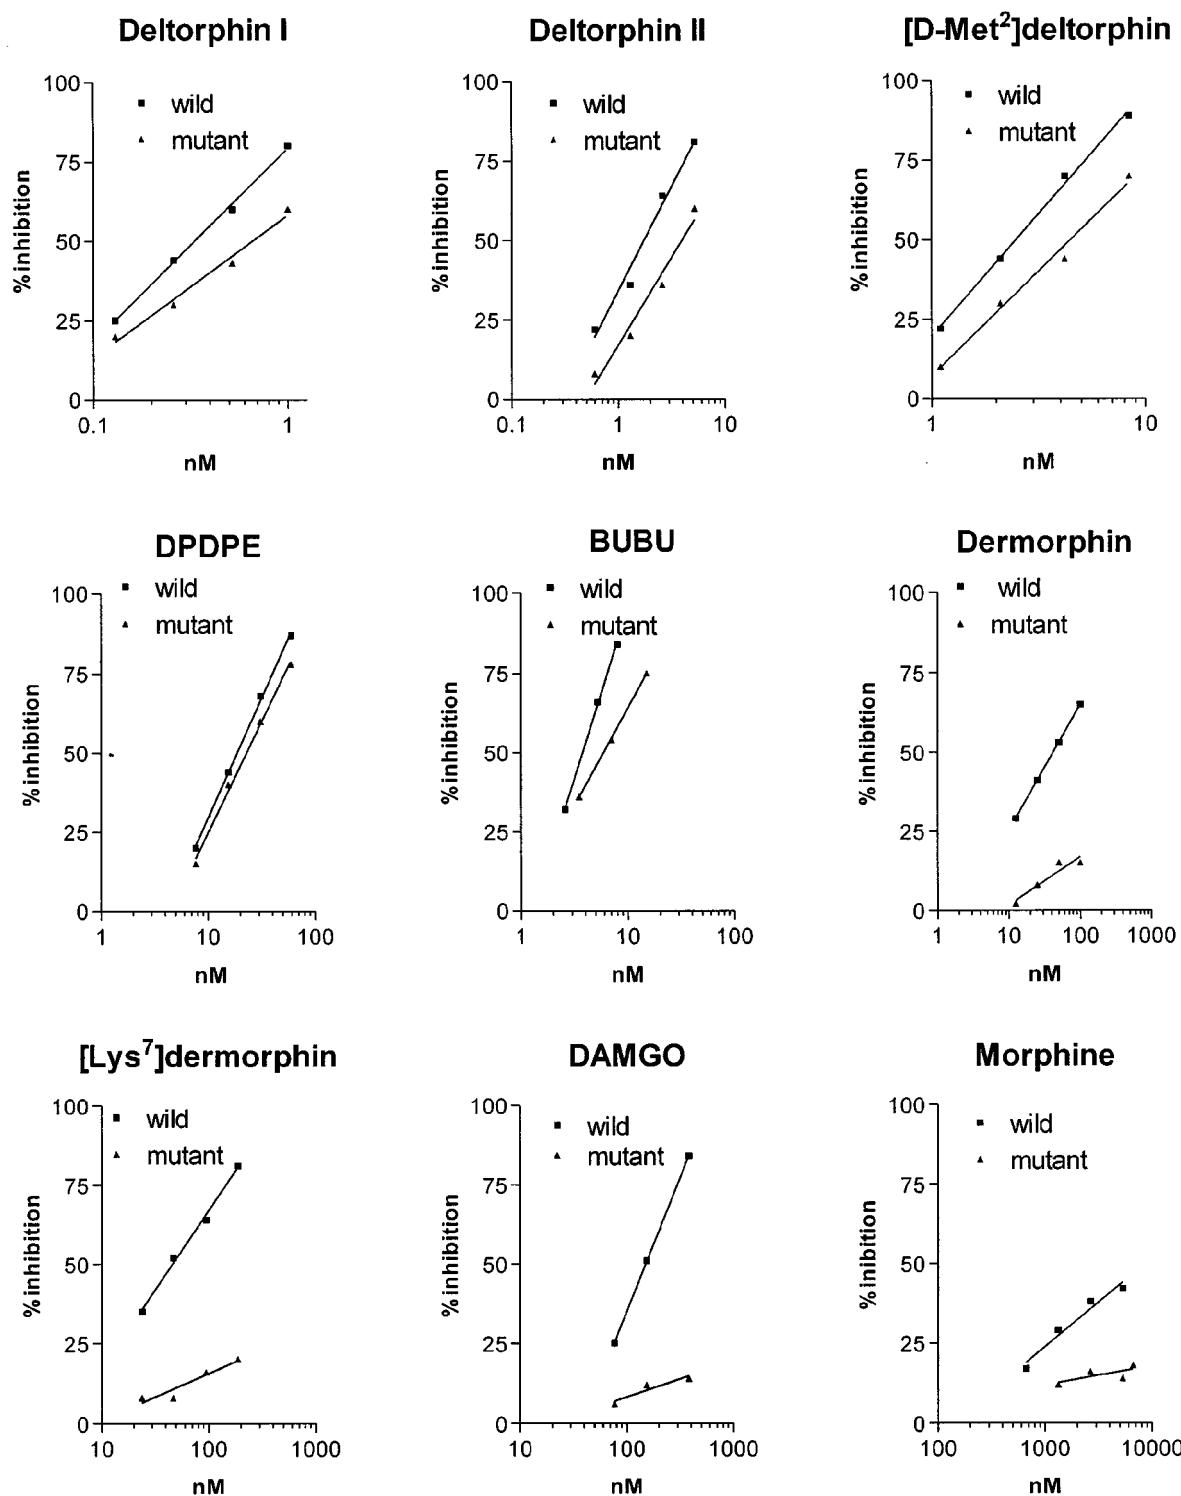 Deltorphin I
100
75
50
25
0
0.1 1
% inhibition
nM
wild
mutant
Deltorphin II
100
75
50
25
0
0.1 1 10
% inhibition
nM
wild
mutant
[D-Met²]deltorphin
100
75
50
25
0
1 10
% inhibition
nM
wild
mutant
DPDPE
100
75
50
25
0
1 10 100
% inhibition
nM
wild
mutant
BUBU
100
75
50
25
0
1 10 100
% inhibition
nM
wild
mutant
Dermorphin
100
75
50
25
0
1 10 100 1000
% inhibition
nM
wild
mutant
[Lys⁷]dermorphin
100
75
50
25
0
10 100 1000
% inhibition
nM
wild
mutant
DAMGO
100
75
50
25
0
10 100 1000
% inhibition
nM
wild
mutant
Morphine
100
75
50
25
0
100 1000 10000
% inibition
nM
wild
mutant